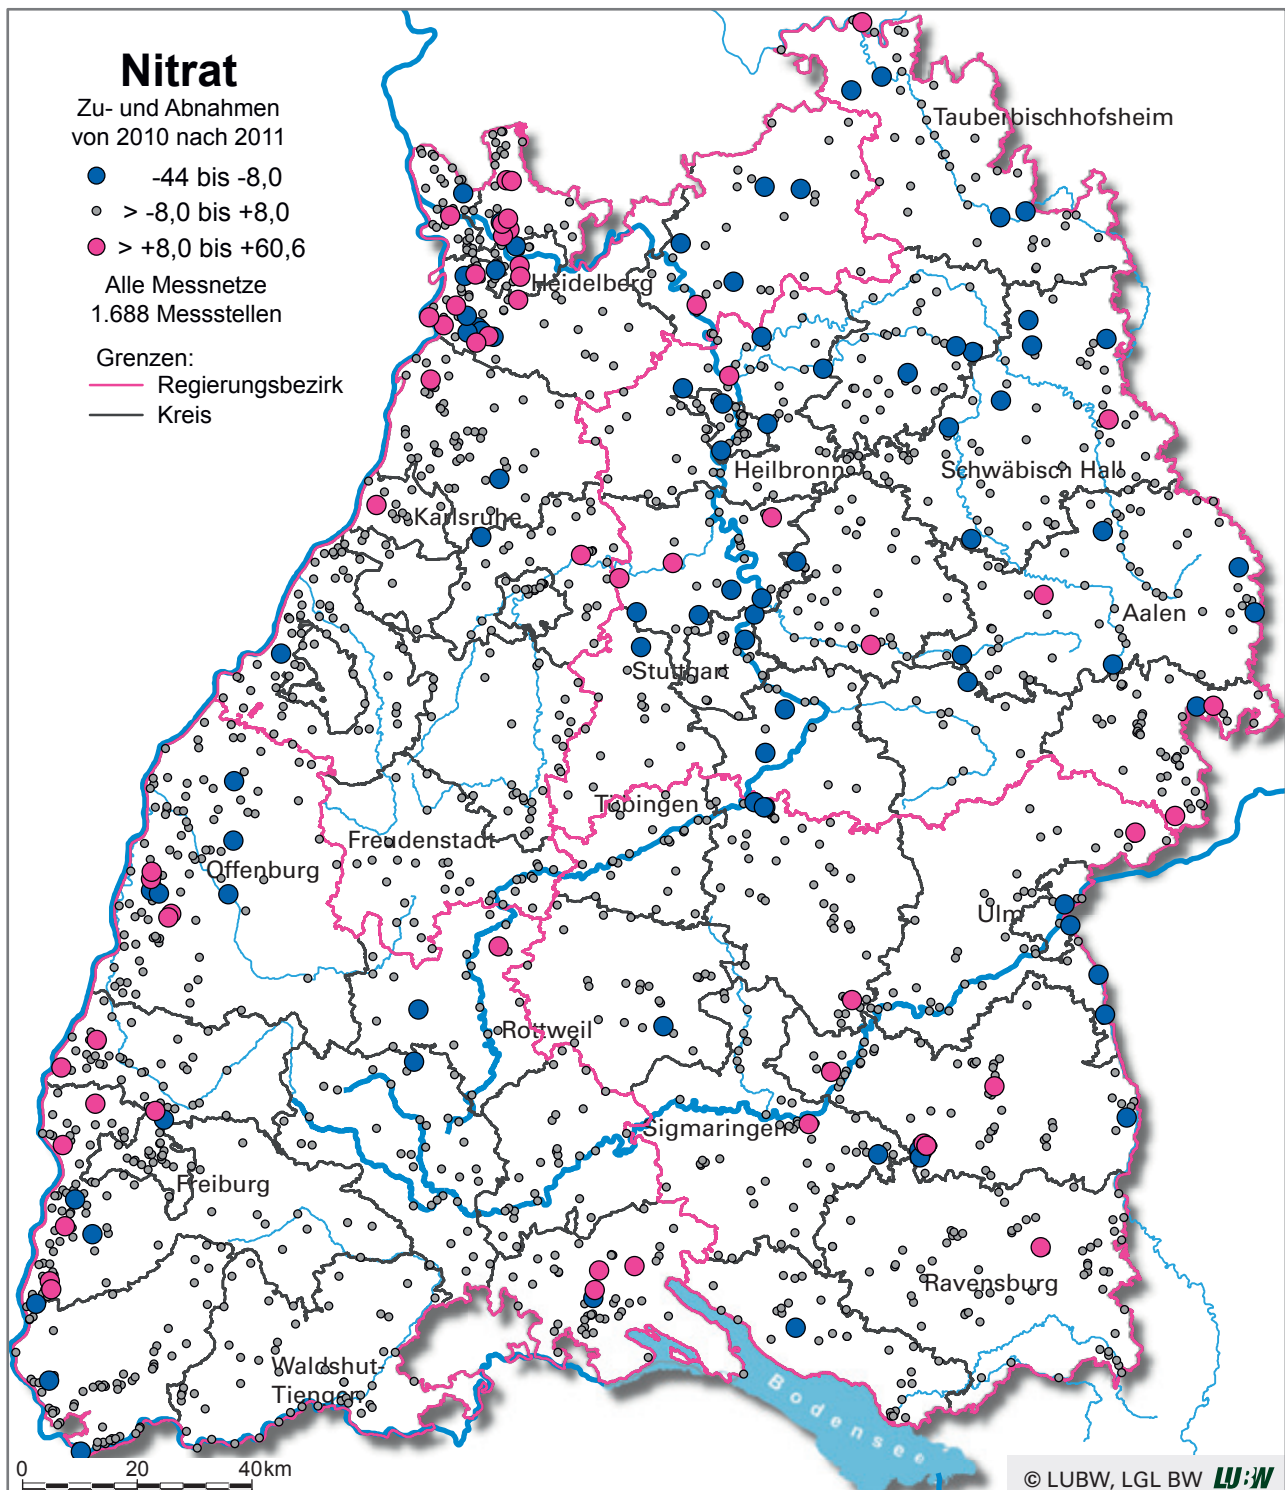 Nitrat
Zu- und Abnahmen
von 2010 nach 2011
-44 bis -8,0
> -8,0 bis +8,0
> +8,0 bis +60,6
Alle Messnetze
1.688 Messstellen
Grenzen:
Regierungsbezirk
Kreis
Tauberbischhofsheim
Heidelberg
Heilbronn
Schwäbisch Hall
Karlsruhe
Aalen
Stuttgart
Tübingen
Freudenstadt
Offenburg
Ulm
Rottweil
Sigmaringen
Freiburg
Ravensburg
Waldshut-
Tiengen
Bodensee
0 20 40km
© LUBW, LGL BW LUBW